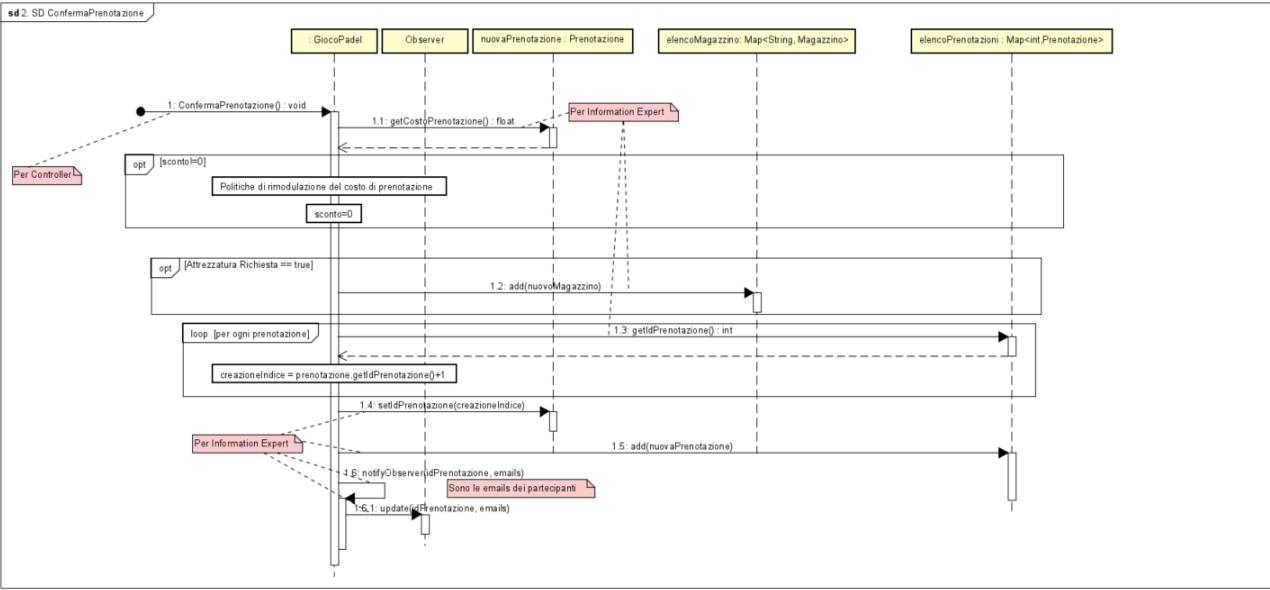 sd 2. SD ConfermaPrenotazione
: GiocoPadel
Observer
nuovaPrenotazione : Prenotazione
elencoMagazzino: Map<String, Magazzino>
elencoPrenotazioni : Map<int,Prenotazione>
1: ConfermaPrenotazione() : void
Per Information Expert
1.1: getCostoPrenotazione() : float
Per Controller
opt
[sconto!=0]
Politiche di rimodulazione del costo di prenotazione
sconto=0
opt
[Attrezzatura Richiesta == true]
1.2: add(nuovoMagazzino)
loop
[per ogni prenotazione]
1.3: getIdPrenotazione() : int
creazioneIndice = prenotazione.getIdPrenotazione()+1
1.4: setIdPrenotazione(creazioneIndice)
Per Information Expert
1.5: add(nuovaPrenotazione)
1.6: notifyObserver(idPrenotazione, emails)
Sono le emails dei partecipanti
1.6.1: update(idPrenotazione, emails)